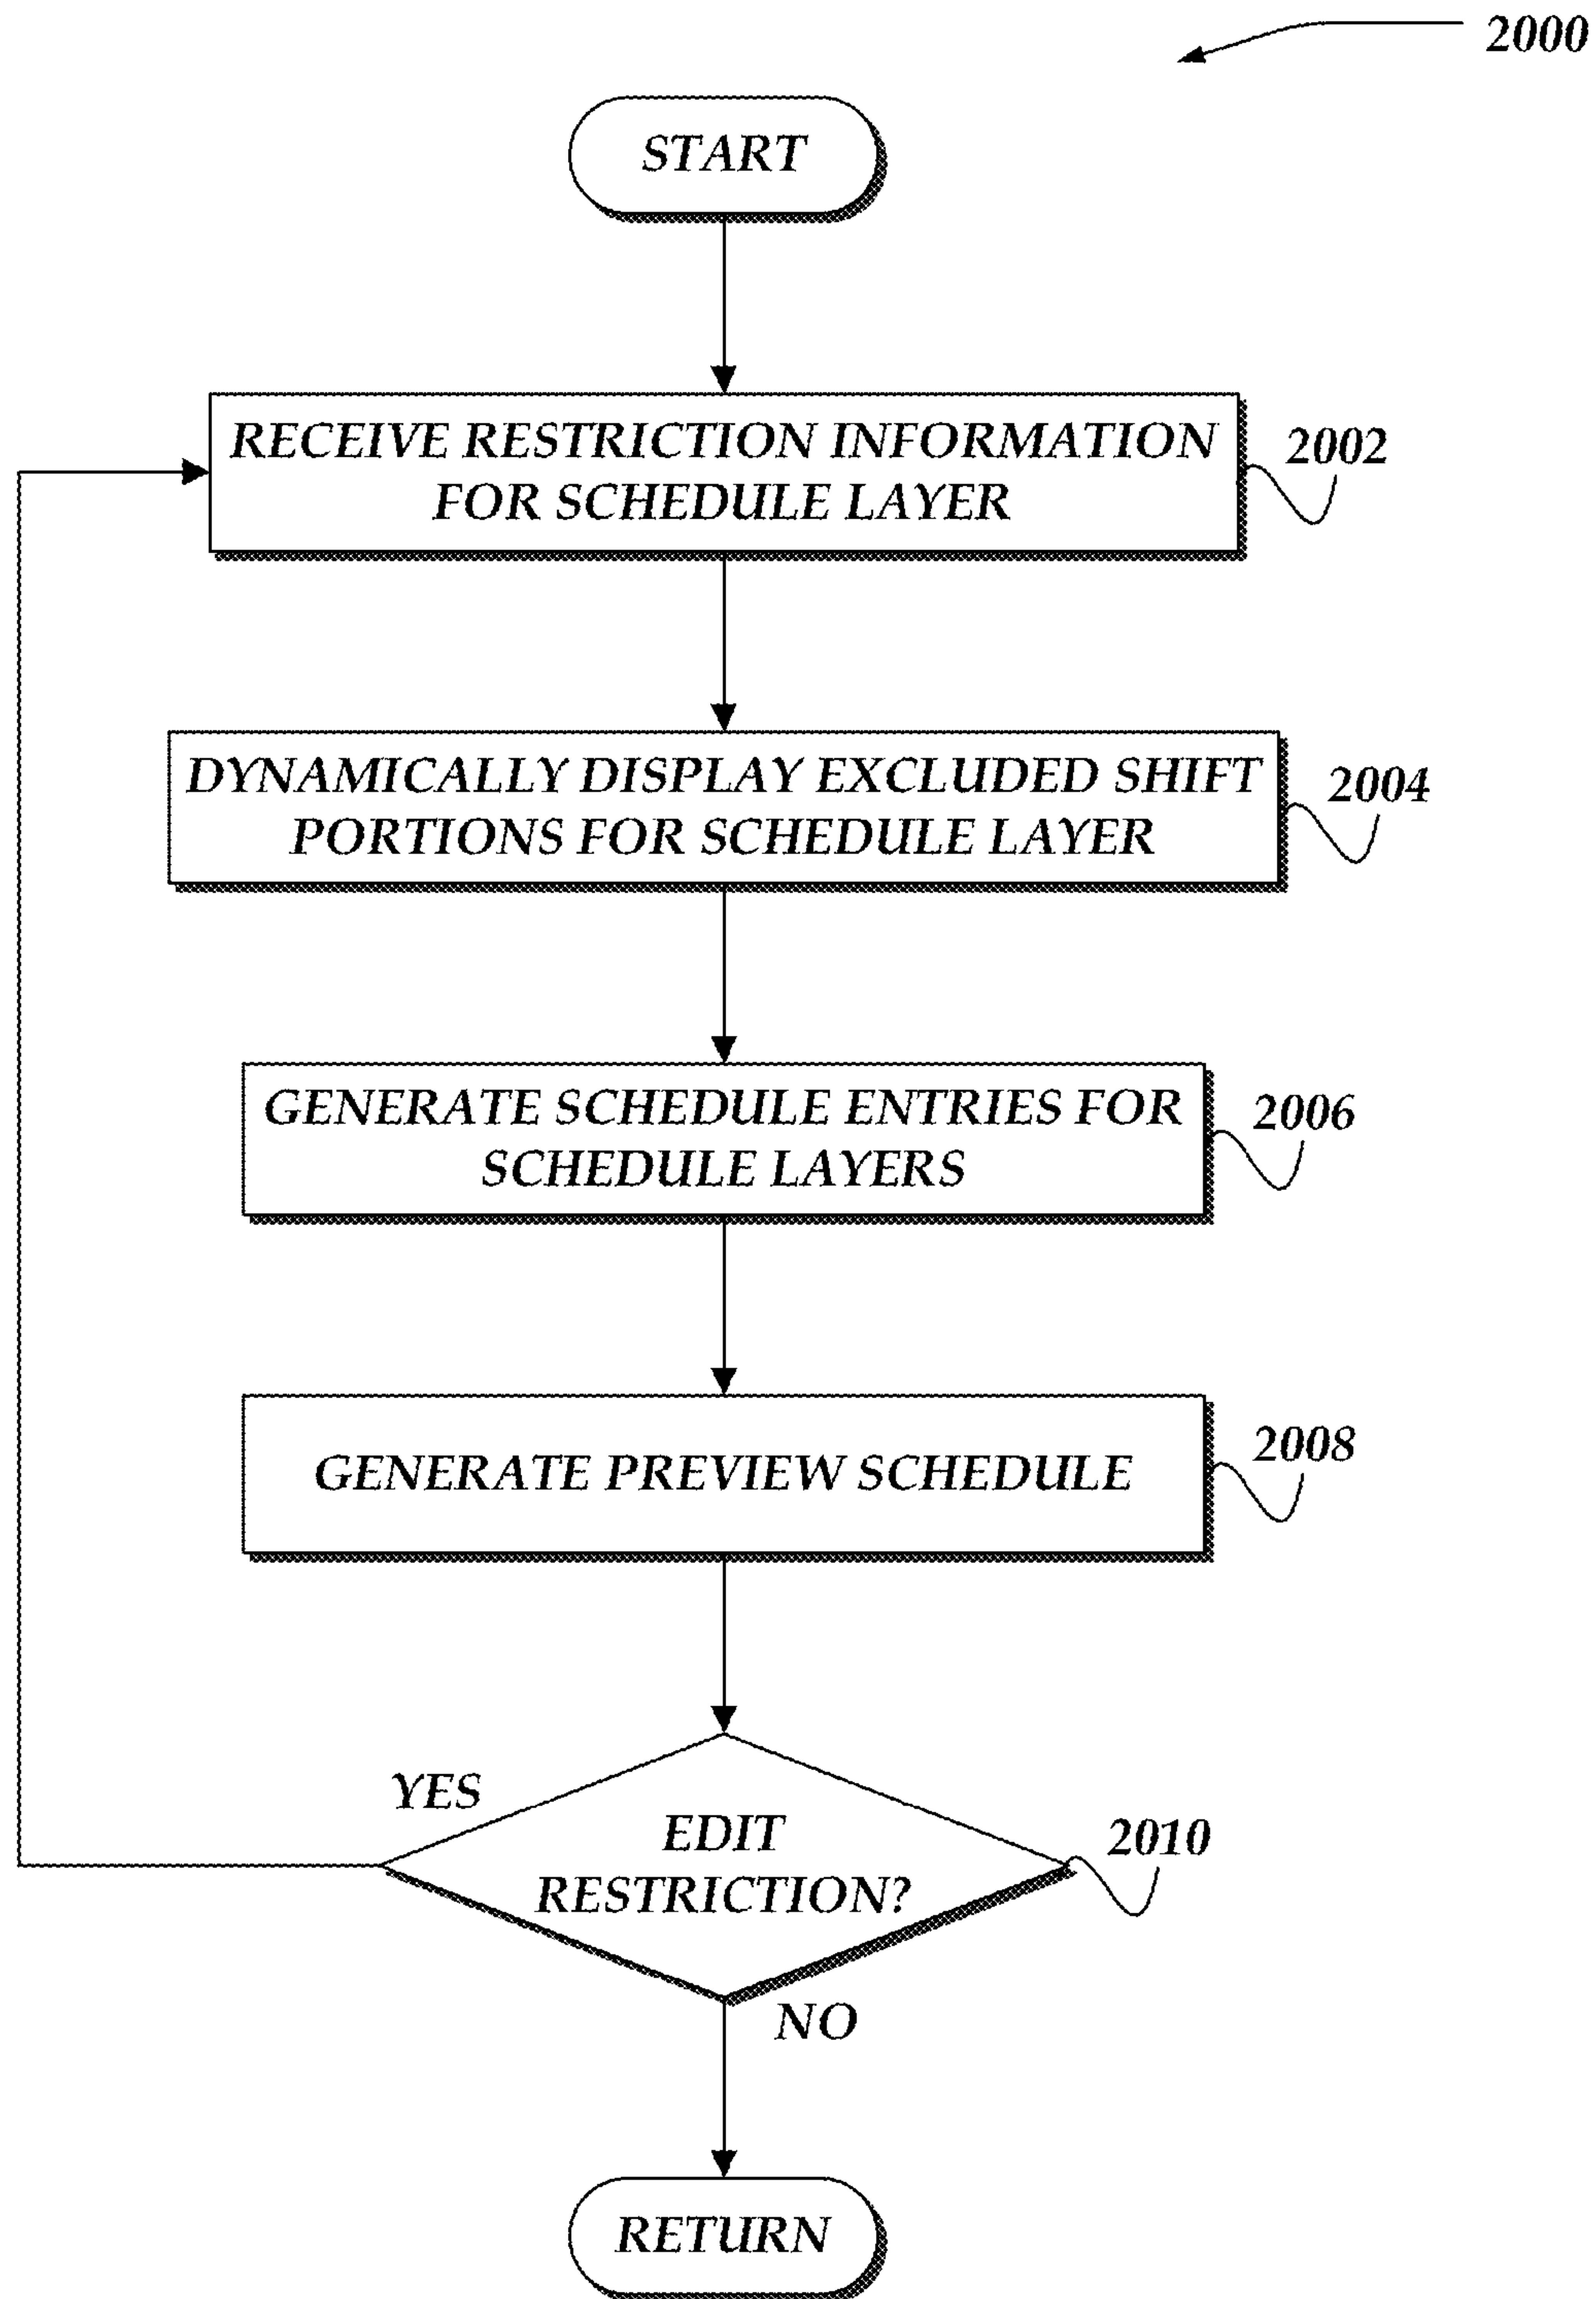 2000
START
RECEIVE RESTRICTION INFORMATION
FOR SCHEDULE LAYER
2002
DYNAMICALLY DISPLAY EXCLUDED SHIFT
PORTIONS FOR SCHEDULE LAYER
2004
GENERATE SCHEDULE ENTRIES FOR
SCHEDULE LAYERS
2006
GENERATE PREVIEW SCHEDULE
2008
YES
EDIT
RESTRICTION?
2010
NO
RETURN